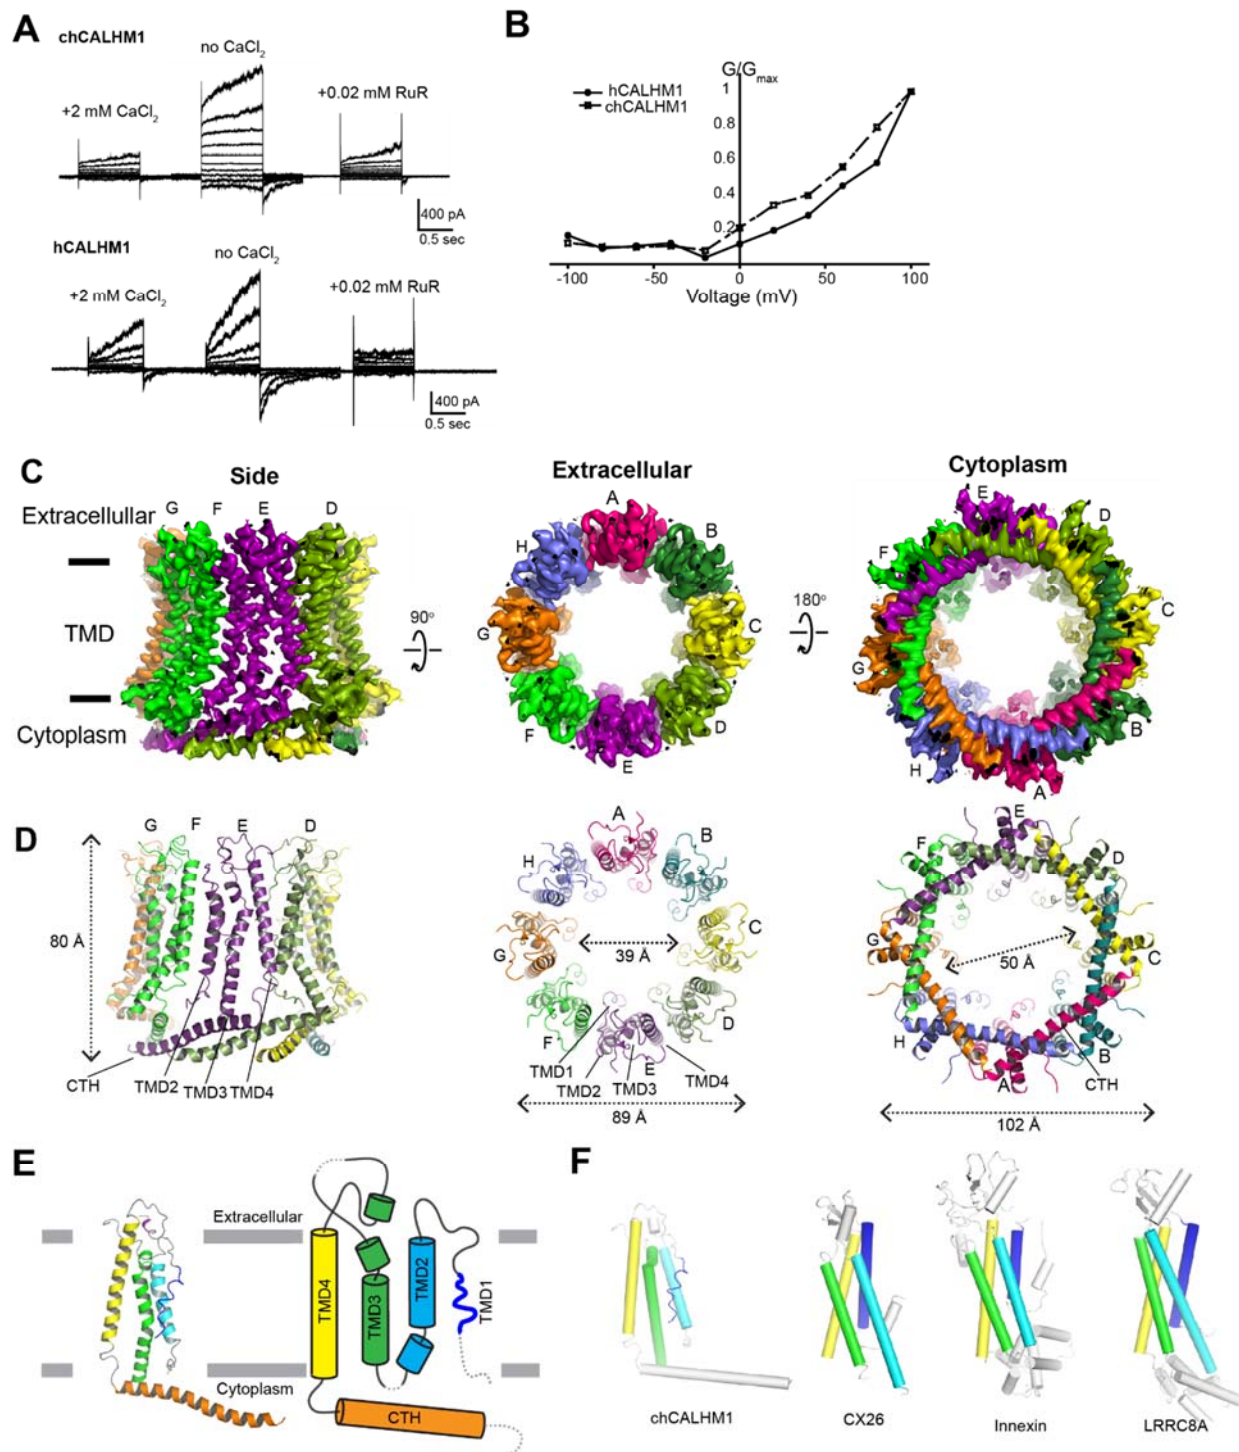 A
chCALHM1
+2 mM CaCl₂
no CaCl₂
+0.02 mM RuR
400 pA
0.5 sec
hCALHM1
+2 mM CaCl₂
no CaCl₂
+0.02 mM RuR
400 pA
0.5 sec
B
G/Gmax
hCALHM1
chCALHM1
1
0.8
0.6
0.4
0.2
-100
-50
0
50
100
Voltage (mV)
C
Side
G F E D
Extracellullar
TMD
Cytoplasm
90°
Extracellular
A
B
C
D
E
F
G
H
180°
Cytoplasm
E
D
C
B
A
H
G
F
D
G F E D
80 Å
CTH
TMD2
TMD3
TMD4
A
B
C
D
E
F
G
H
39 Å
TMD1
TMD2
TMD3
TMD4
89 Å
E
D
C
B
A
H
G
F
50 Å
CTH
102 Å
E
Extracellular
Cytoplasm
TMD4
TMD3
TMD2
TMD1
CTH
F
chCALHM1
CX26
Innexin
LRRC8A